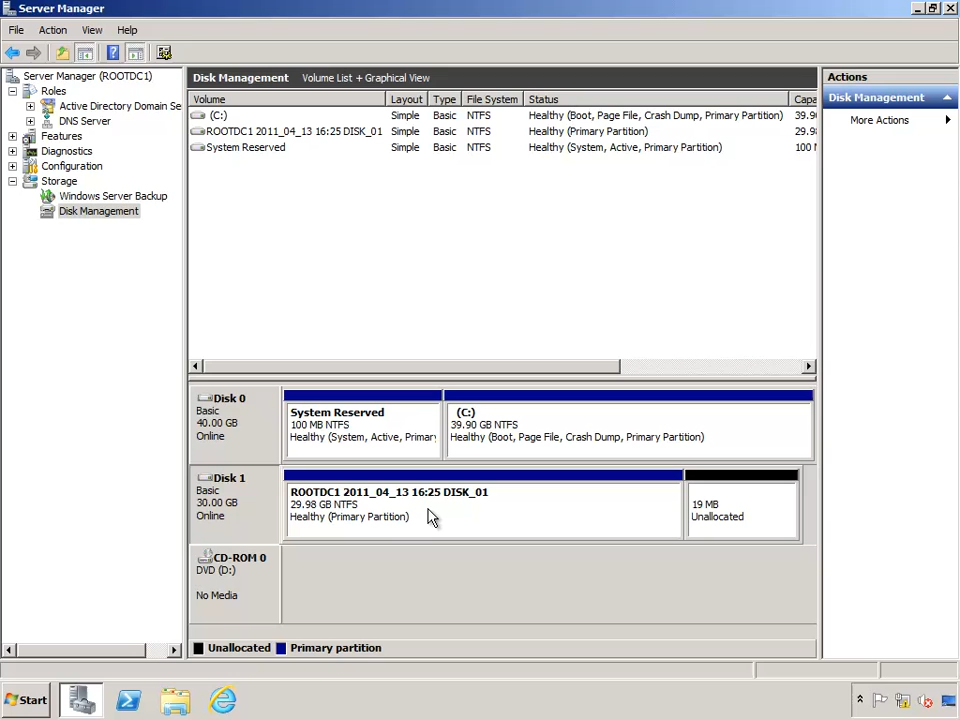 Server Manager
File Action View Help
Server Manager (ROOTDC1)
Roles
Active Directory Domain Se
DNS Server
Features
Diagnostics
Configuration
Storage
Windows Server Backup
Disk Management
Disk Management Volume List + Graphical View
Volume Layout Type File System Status Capa
(C:) Simple Basic NTFS Healthy (Boot, Page File, Crash Dump, Primary Partition) 39.9
ROOTDC1 2011_04_13 16:25 DISK_01 Simple Basic NTFS Healthy (Primary Partition) 29.9
System Reserved Simple Basic NTFS Healthy (System, Active, Primary Partition) 100 M
Disk 0
Basic
40.00 GB
Online
System Reserved
100 MB NTFS
Healthy (System, Active, Primary
(C:)
39.90 GB NTFS
Healthy (Boot, Page File, Crash Dump, Primary Partition)
Disk 1
Basic
30.00 GB
Online
ROOTDC1 2011_04_13 16:25 DISK_01
29.98 GB NTFS
Healthy (Primary Partition)
19 MB
Unallocated
CD-ROM 0
DVD (D:)
No Media
Unallocated Primary partition
Actions
Disk Management
More Actions
Start